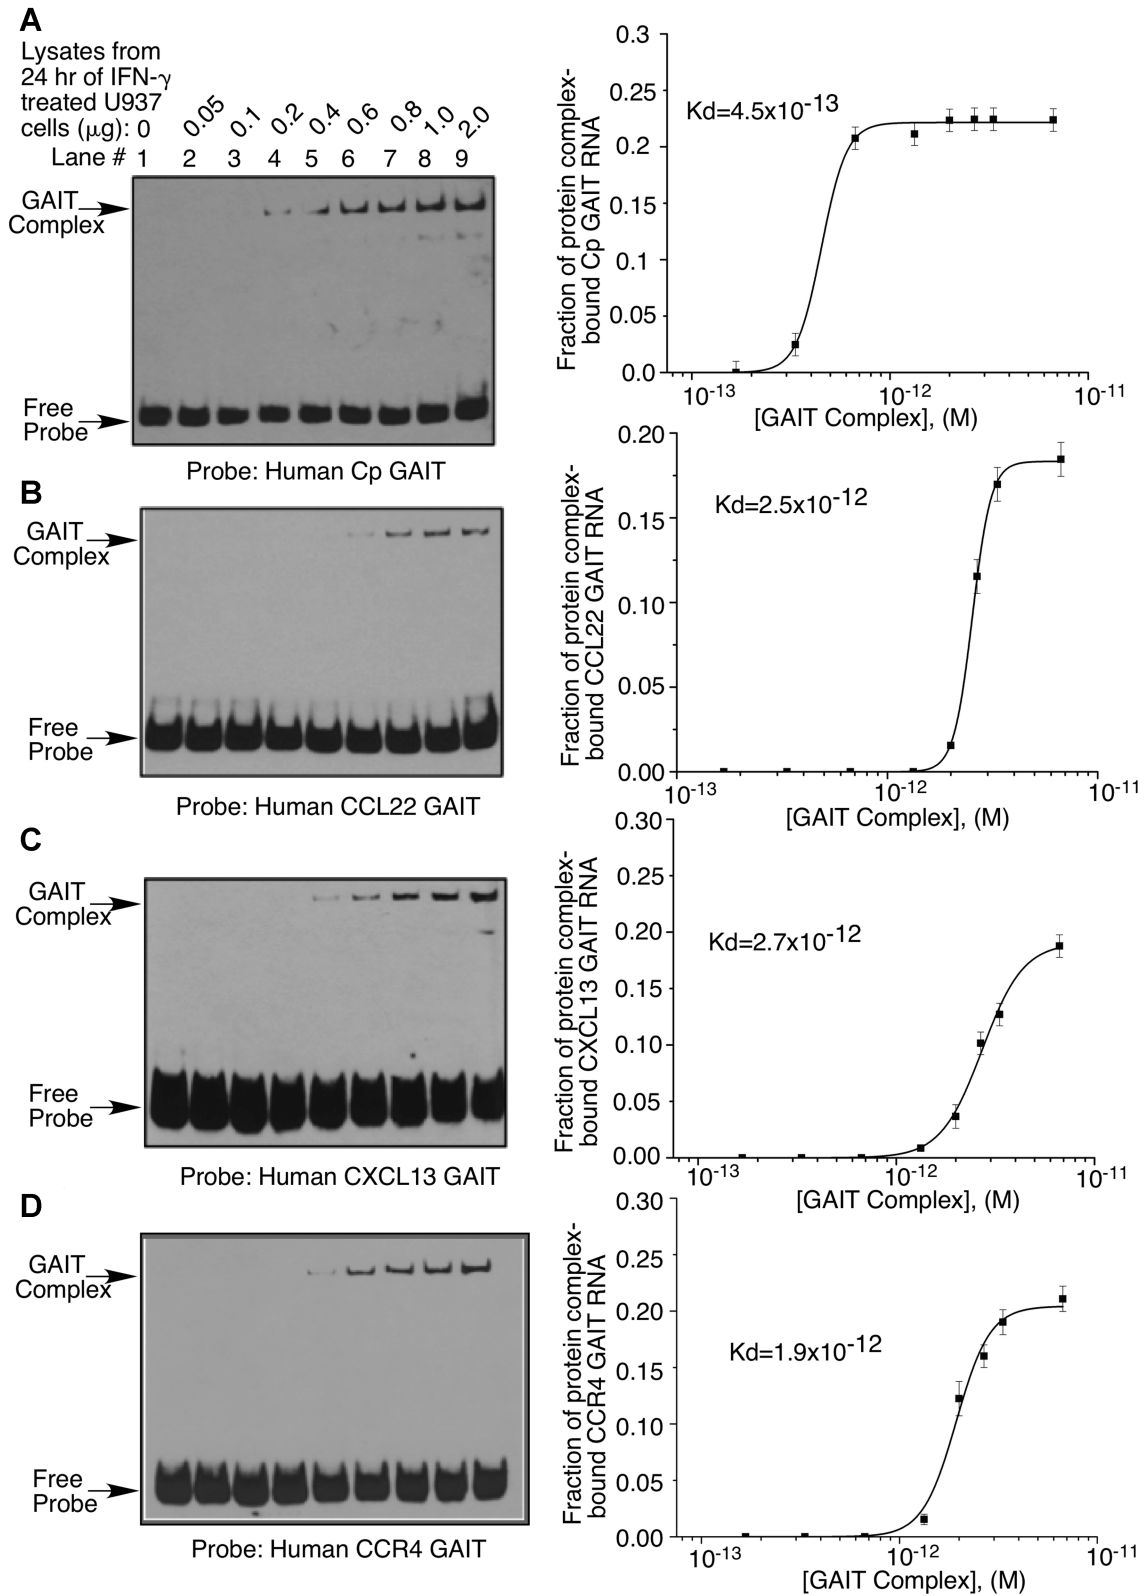 A
Lysates from
24 hr of IFN-γ
treated U937
cells (μg): 0 0.05 0.1 0.2 0.4 0.6 0.8 1.0 2.0
Lane # 1 2 3 4 5 6 7 8 9
GAIT
Complex
Free
Probe
Probe: Human Cp GAIT
Fraction of protein complex-
bound Cp GAIT RNA
0.3
0.25
0.2
0.15
0.1
0.05
0.0
Kd=4.5x10-13
10-13 10-12 10-11
[GAIT Complex], (M)
B
GAIT
Complex
Free
Probe
Probe: Human CCL22 GAIT
Fraction of protein complex-
bound CCL22 GAIT RNA
0.20
0.15
0.10
0.05
0.00
Kd=2.5x10-12
10-13 10-12 10-11
[GAIT Complex], (M)
C
GAIT
Complex
Free
Probe
Probe: Human CXCL13 GAIT
Fraction of protein complex-
bound CXCL13 GAIT RNA
0.30
0.25
0.20
0.15
0.10
0.05
0.00
Kd=2.7x10-12
10-13 10-12 10-11
[GAIT Complex], (M)
D
GAIT
Complex
Free
Probe
Probe: Human CCR4 GAIT
Fraction of protein complex-
bound CCR4 GAIT RNA
0.30
0.25
0.20
0.15
0.10
0.05
0.00
Kd=1.9x10-12
10-13 10-12 10-11
[GAIT Complex], (M)